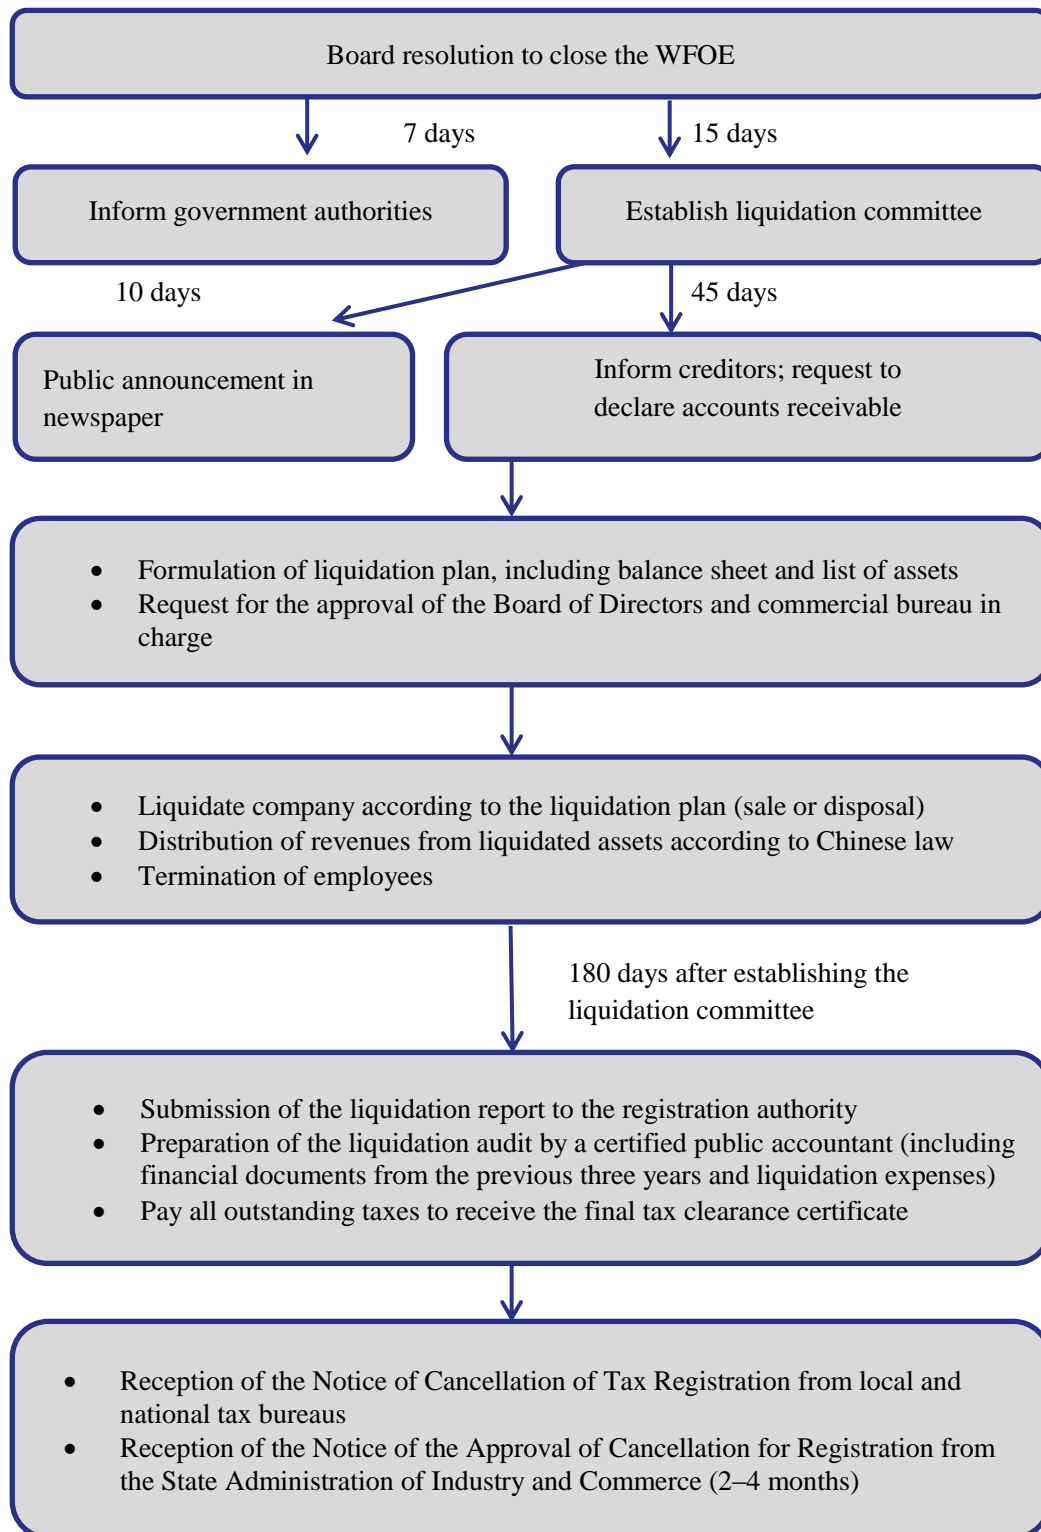 Board resolution to close the WFOE
7 days
15 days
Inform government authorities
Establish liquidation committee
10 days
45 days
Public announcement in
newspaper
Inform creditors; request to
declare accounts receivable
• Formulation of liquidation plan, including balance sheet and list of assets
• Request for the approval of the Board of Directors and commercial bureau in
charge
• Liquidate company according to the liquidation plan (sale or disposal)
• Distribution of revenues from liquidated assets according to Chinese law
• Termination of employees
180 days after establishing the
liquidation committee
• Submission of the liquidation report to the registration authority
• Preparation of the liquidation audit by a certified public accountant (including
financial documents from the previous three years and liquidation expenses)
• Pay all outstanding taxes to receive the final tax clearance certificate
• Reception of the Notice of Cancellation of Tax Registration from local and
national tax bureaus
• Reception of the Notice of the Approval of Cancellation for Registration from
the State Administration of Industry and Commerce (2–4 months)